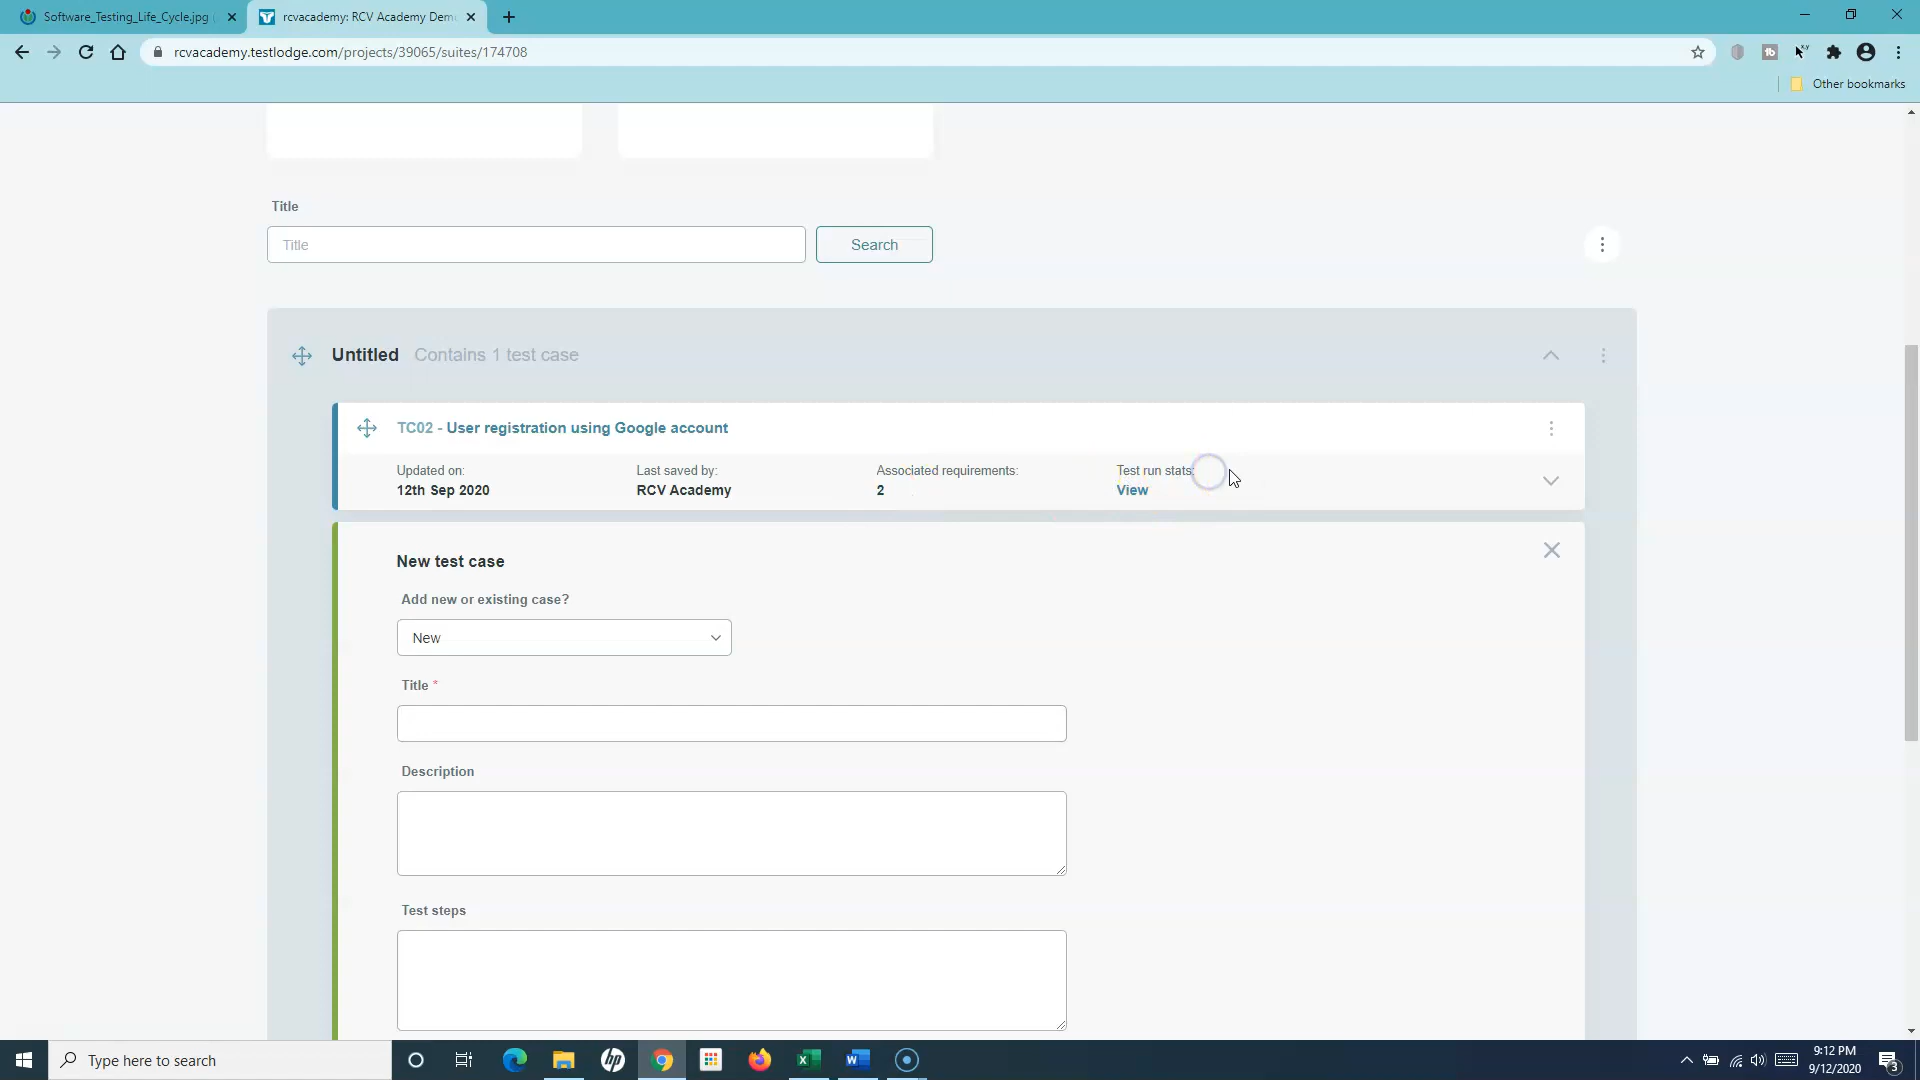 Software_Testing_Life_Cycle.jpg
rcvacademy: RCV Academy Dem
rcvacademy.testlodge.com/projects/39065/suites/174708
Other bookmarks
Title
Title
Search
Untitled Contains 1 test case
TC02 - User registration using Google account
Updated on:
12th Sep 2020
Last saved by:
RCV Academy
Associated requirements:
2
Test run stats:
View
New test case
Add new or existing case?
New
Title *
Description
Test steps
Type here to search
9:12 PM
9/12/2020
3